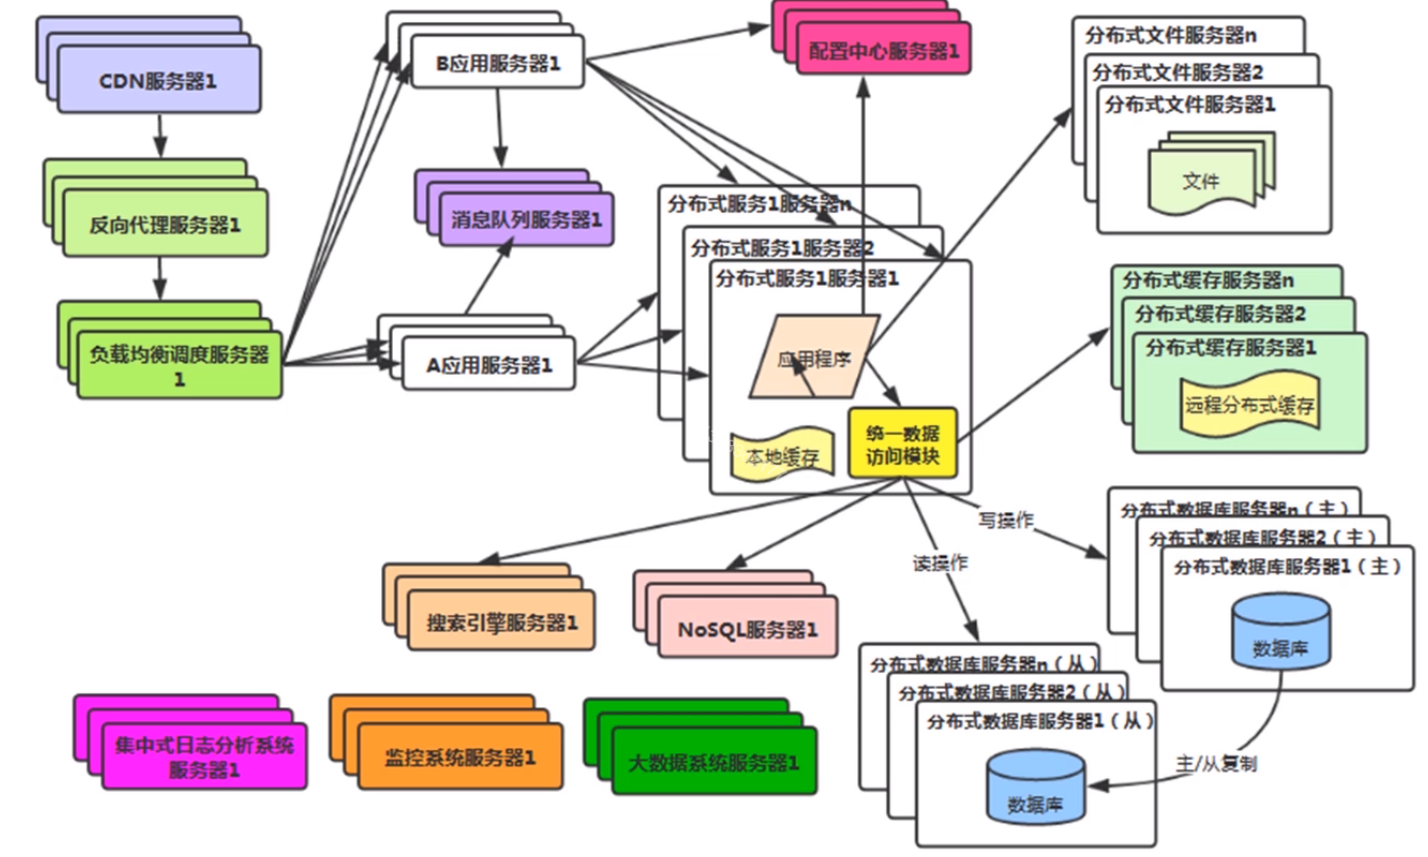 CDN服务器1
反向代理服务器1
负载均衡调度服务器
1
B应用服务器1
消息队列服务器1
A应用服务器1
配置中心服务器1
分布式服务1服务器n
分布式服务1服务器2
分布式服务1服务器1
应用程序
本地缓存
统一数据
访问模块
分布式文件服务器n
分布式文件服务器2
分布式文件服务器1
文件
分布式缓存服务器n
分布式缓存服务器2
分布式缓存服务器1
远程分布式缓存
写操作
读操作
分布式数据库服务器n（主）
分布式数据库服务器2（主）
分布式数据库服务器1（主）
数据库
搜索引擎服务器1
NoSQL服务器1
分布式数据库服务器n（从）
分布式数据库服务器2（从）
分布式数据库服务器1（从）
数据库
主/从复制
集中式日志分析系统
服务器1
监控系统服务器1
大数据系统服务器1